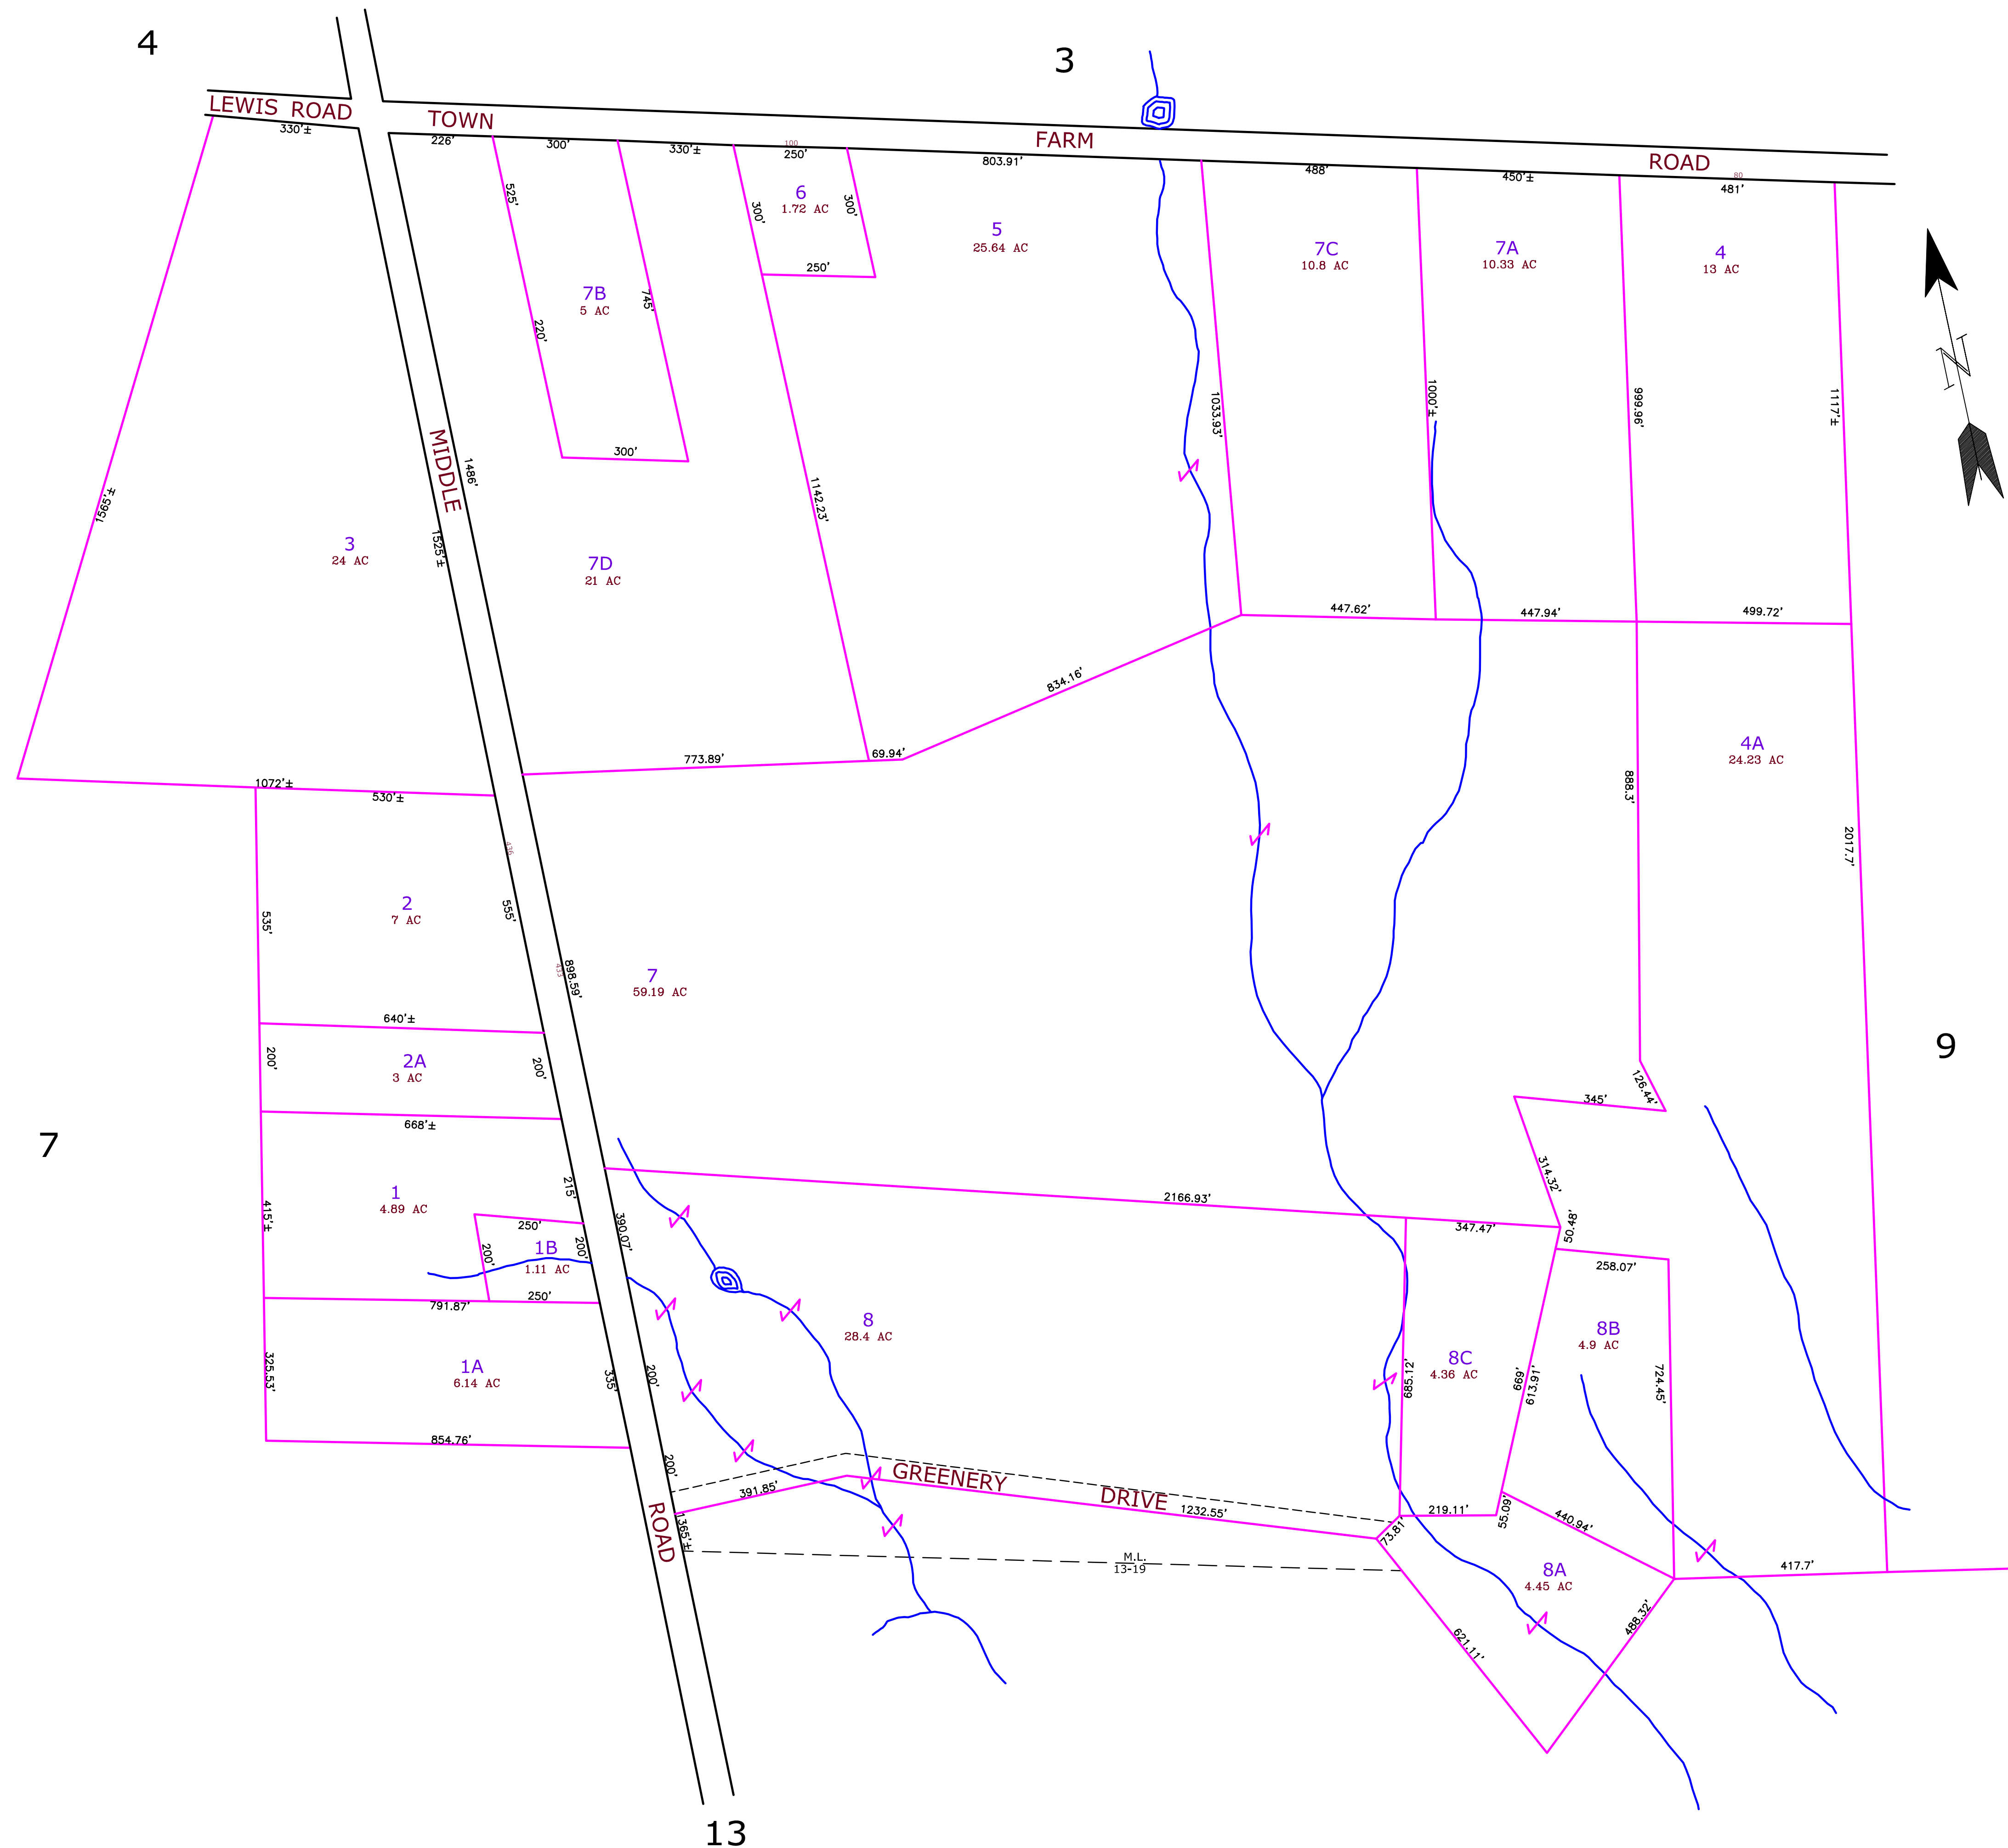 4
3
LEWIS ROAD
TOWN
FARM
ROAD
330'±
226'
300'
330'±
100
250'
803.91'
488'
450'±
80
481'
525'
300'
6
1.72 AC
300'
5
25.64 AC
7C
10.8 AC
7A
10.33 AC
4
13 AC
250'
7B
5 AC
220'
745'
N
1033.93'
1000'±
999.96'
1117'±
MIDDLE
1486'
300'
1565'±
1525'±
1142.23'
3
24 AC
7D
21 AC
447.62'
447.94'
499.72'
834.16'
773.89'
69.94'
4A
24.23 AC
1072'±
530'±
888.3'
2017.7'
436
2
7 AC
535'
555'
433
898.59'
7
59.19 AC
640'±
9
200'
2A
3 AC
200'
126.44'
345'
668'±
7
314.32'
1
4.89 AC
215'
2166.93'
347.47'
50.48'
415'±
250'
390.07'
200'
1B
1.11 AC
200'
258.07'
791.87'
250'
8
28.4 AC
8B
4.9 AC
325.53'
1A
6.14 AC
335'
200'
8C
4.36 AC
685.12'
669'
613.91'
724.45'
854.76'
200'
GREENERY
DRIVE
391.85'
1232.55'
219.11'
55.09'
440.94'
ROAD
1365'±
73.81'
M.L.
13-19
8A
4.45 AC
417.7'
621.11'
488.32'
13